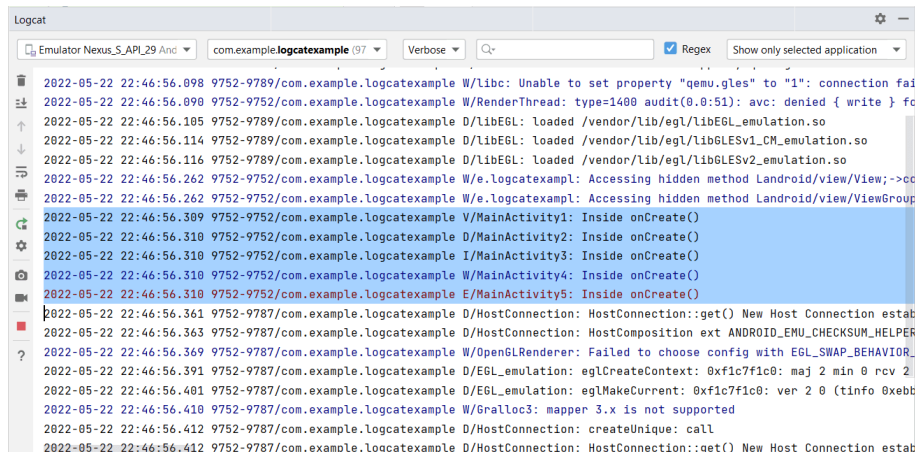 Logcat
Emulator Nexus_S_API_29 And com.example.logcatexample (97 Verbose Regex Show only selected application
2022-05-22 22:46:56.098 9752-9789/com.example.logcatexample W/libc: Unable to set property "qemu.gles" to "1": connection fai
2022-05-22 22:46:56.090 9752-9752/com.example.logcatexample W/RenderThread: type=1400 audit(0.0:51): avc: denied { write } fo
2022-05-22 22:46:56.105 9752-9789/com.example.logcatexample D/libEGL: loaded /vendor/lib/egl/libEGL_emulation.so
2022-05-22 22:46:56.114 9752-9789/com.example.logcatexample D/libEGL: loaded /vendor/lib/egl/libGLESv1_CM_emulation.so
2022-05-22 22:46:56.116 9752-9789/com.example.logcatexample D/libEGL: loaded /vendor/lib/egl/libGLESv2_emulation.so
2022-05-22 22:46:56.262 9752-9752/com.example.logcatexample W/e.logcatexampl: Accessing hidden method Landroid/view/View;->co
2022-05-22 22:46:56.262 9752-9752/com.example.logcatexample W/e.logcatexampl: Accessing hidden method Landroid/view/ViewGroup
2022-05-22 22:46:56.309 9752-9752/com.example.logcatexample V/MainActivity1: Inside onCreate()
2022-05-22 22:46:56.310 9752-9752/com.example.logcatexample D/MainActivity2: Inside onCreate()
2022-05-22 22:46:56.310 9752-9752/com.example.logcatexample I/MainActivity3: Inside onCreate()
2022-05-22 22:46:56.310 9752-9752/com.example.logcatexample W/MainActivity4: Inside onCreate()
2022-05-22 22:46:56.310 9752-9752/com.example.logcatexample E/MainActivity5: Inside onCreate()
2022-05-22 22:46:56.361 9752-9787/com.example.logcatexample D/HostConnection: HostConnection::get() New Host Connection estab
2022-05-22 22:46:56.363 9752-9787/com.example.logcatexample D/HostConnection: HostComposition ext ANDROID_EMU_CHECKSUM_HELPER
2022-05-22 22:46:56.369 9752-9787/com.example.logcatexample W/OpenGLRenderer: Failed to choose config with EGL_SWAP_BEHAVIOR_
2022-05-22 22:46:56.391 9752-9787/com.example.logcatexample D/EGL_emulation: eglCreateContext: 0xf1c7f1c0: maj 2 min 0 rcv 2
2022-05-22 22:46:56.401 9752-9787/com.example.logcatexample D/EGL_emulation: eglMakeCurrent: 0xf1c7f1c0: ver 2 0 (tinfo 0xebb
2022-05-22 22:46:56.410 9752-9787/com.example.logcatexample W/Gralloc3: mapper 3.x is not supported
2022-05-22 22:46:56.412 9752-9787/com.example.logcatexample D/HostConnection: createUnique: call
2022-05-22 22:46:56.412 9752-9787/com.example.logcatexample D/HostConnection: HostConnection::get() New Host Connection estab